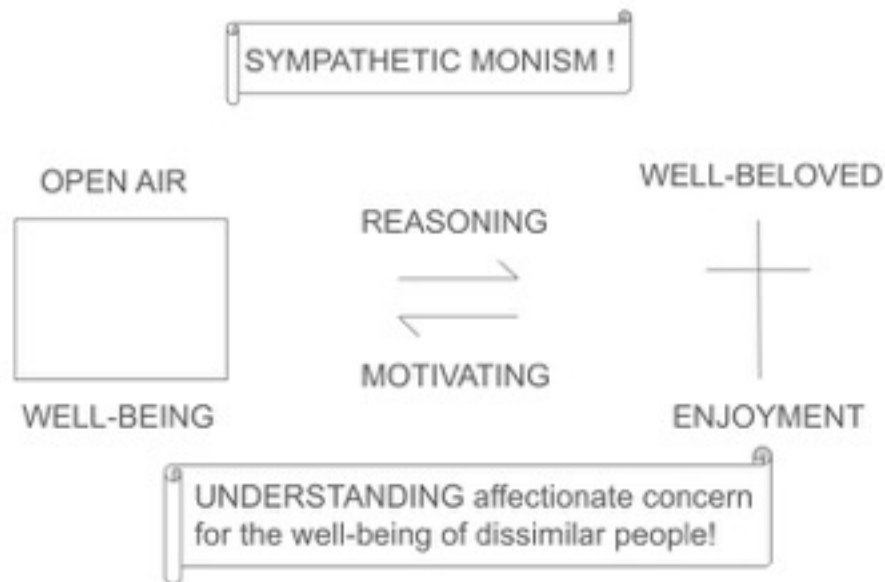 SYMPATHETIC MONISM !
OPEN AIR
WELL-BELOVED
REASONING
MOTIVATING
WELL-BEING
ENJOYMENT
UNDERSTANDING affectionate concern
for the well-being of dissimilar people!